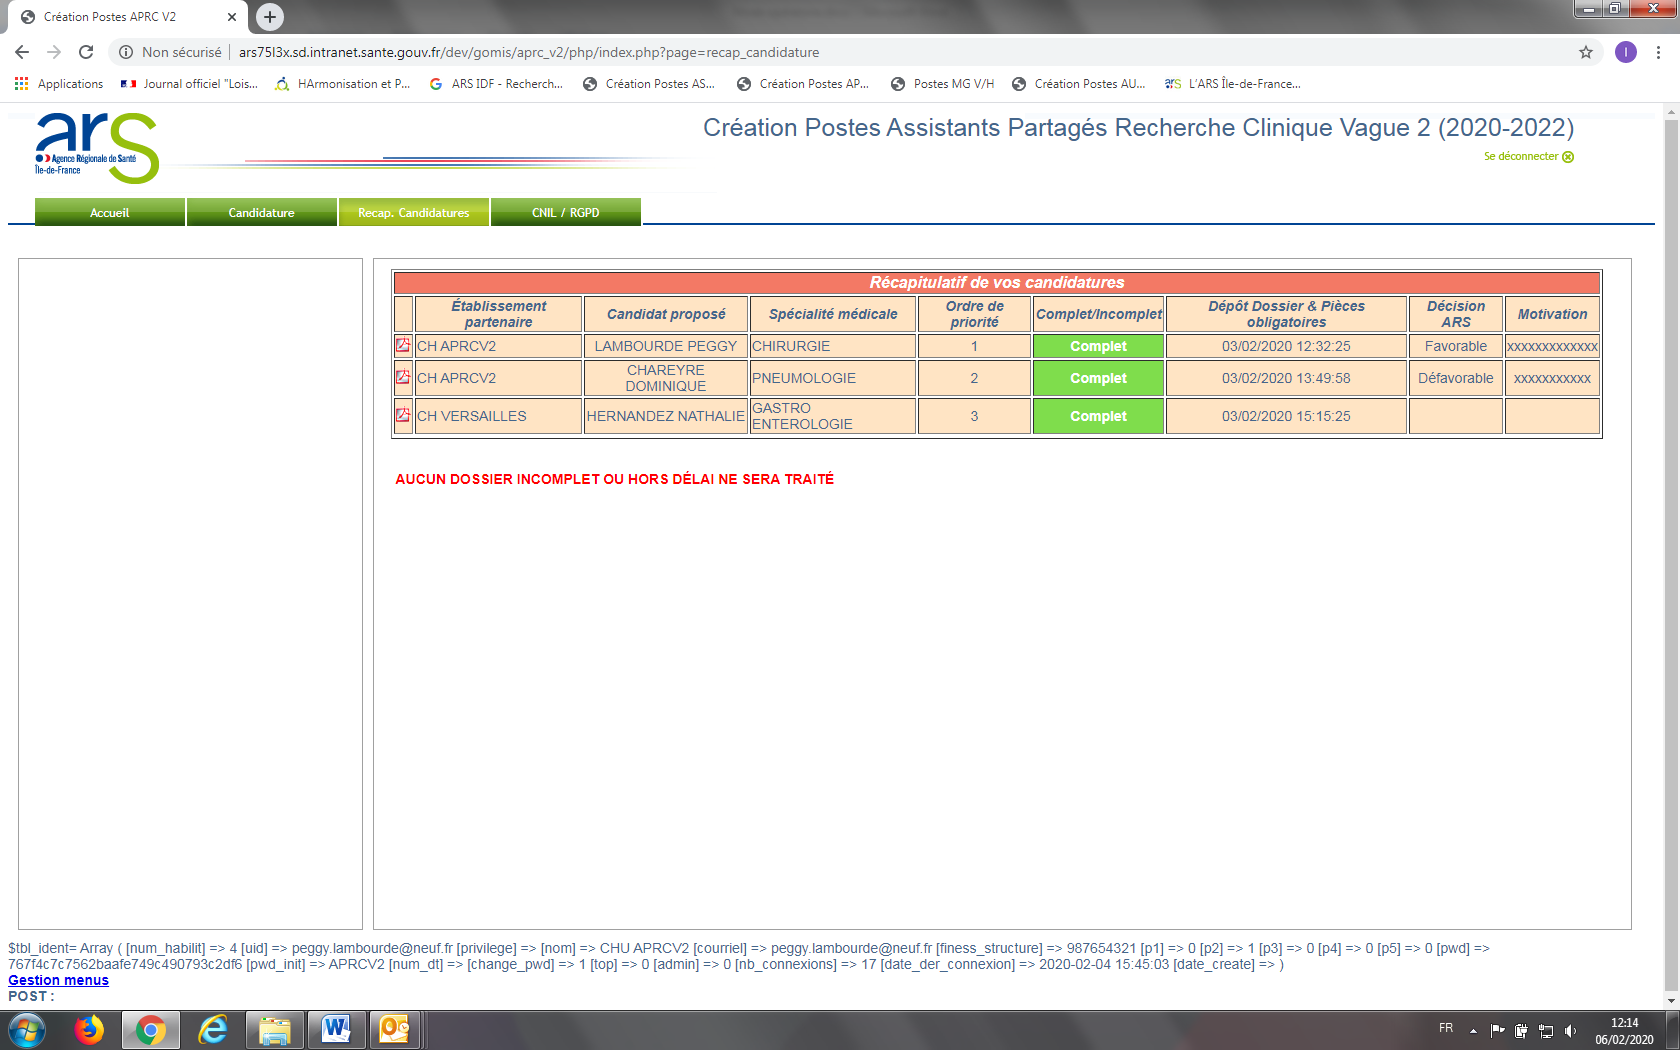 Création Postes APRC V2
Non sécurisé
ars75l3x.sd.intranet.sante.gouv.fr/dev/gomis/aprc_v2/php/index.php?page=recap_candidature
I
Applications
Journal officiel "Lois...
HArmonisation et P...
ARS IDF - Recherch...
Création Postes AS...
Création Postes AP...
Postes MG V/H
Création Postes AU...
L'ARS Île-de-France...
ars
Agence Régionale de Santé
Île-de-France
Création Postes Assistants Partagés Recherche Clinique Vague 2 (2020-2022)
Se déconnecter
Accueil
Candidature
Recap. Candidatures
CNIL / RGPD
Récapitulatif de vos candidatures
Établissement partenaire
Candidat proposé
Spécialité médicale
Ordre de priorité
Complet/Incomplet
Dépôt Dossier & Pièces obligatoires
Décision ARS
Motivation
CH APRCV2 LAMBOURDE PEGGY CHIRURGIE 1 Complet 03/02/2020 12:32:25 Favorable xxxxxxxxxxxxx
CH APRCV2 CHAREYRE DOMINIQUE PNEUMOLOGIE 2 Complet 03/02/2020 13:49:58 Défavorable xxxxxxxxxxx
CH VERSAILLES HERNANDEZ NATHALIE GASTRO ENTEROLOGIE 3 Complet 03/02/2020 15:15:25
AUCUN DOSSIER INCOMPLET OU HORS DÉLAI NE SERA TRAITÉ
$tbl_ident= Array ( [num_habilit] => 4 [uid] => peggy.lambourde@neuf.fr [privilege] => [nom] => CHU APRCV2 [courriel] => peggy.lambourde@neuf.fr [finess_structure] => 987654321 [p1] => 0 [p2] => 1 [p3] => 0 [p4] => 0 [p5] => 0 [pwd] =>
767f4c7c7562baafe749c490793c2df6 [pwd_init] => APRCV2 [num_dt] => [change_pwd] => 1 [top] => 0 [admin] => 0 [nb_connexions] => 17 [date_der_connexion] => 2020-02-04 15:45:03 [date_create] => )
Gestion menus
POST :
FR
12:14
06/02/2020